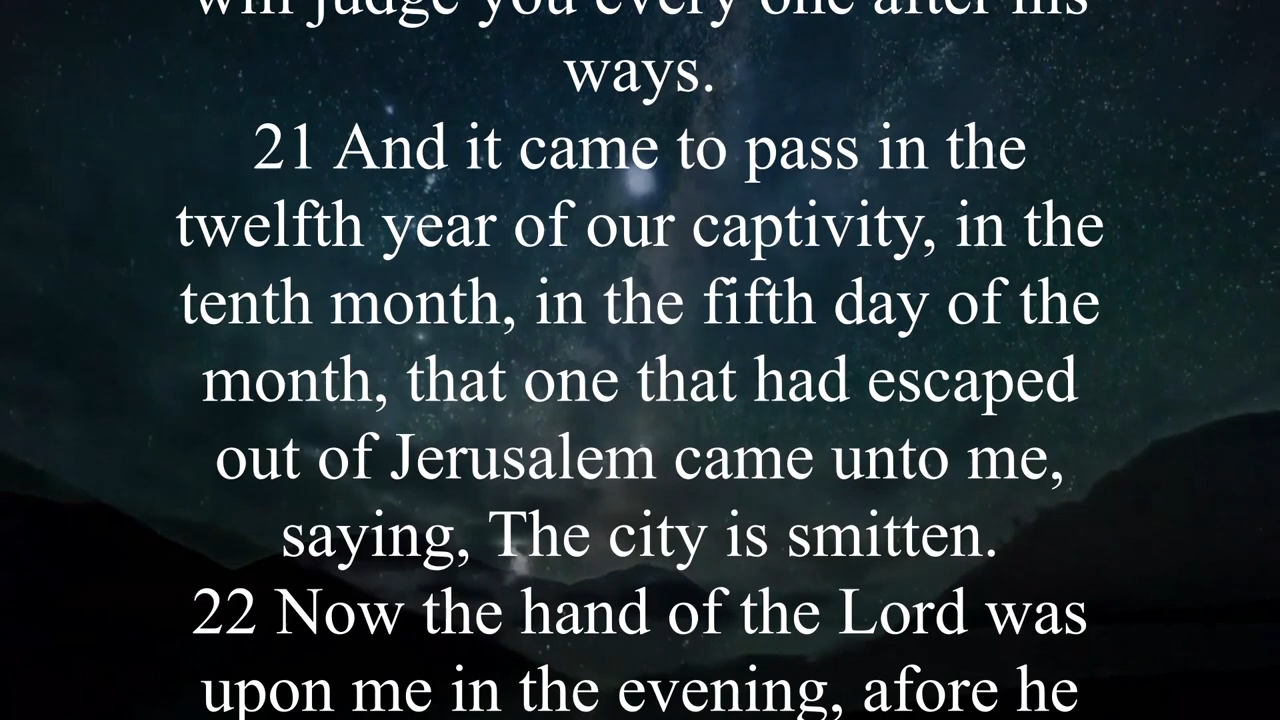 will judge you every one after his
ways.
21 And it came to pass in the
twelfth year of our captivity, in the
tenth month, in the fifth day of the
month, that one that had escaped
out of Jerusalem came unto me,
saying, The city is smitten.
22 Now the hand of the Lord was
upon me in the evening, afore he